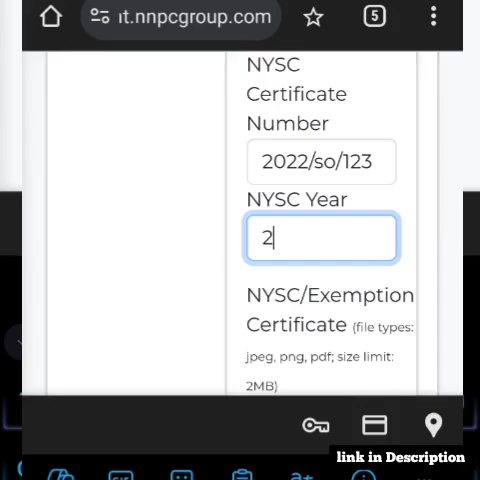 ıt.nnpcgroup.com
5
NYSC
Certificate
Number
2022/so/123
NYSC Year
2
NYSC/Exemption
Certificate (file types:
jpeg, png, pdf; size limit:
2MB)
link in Description